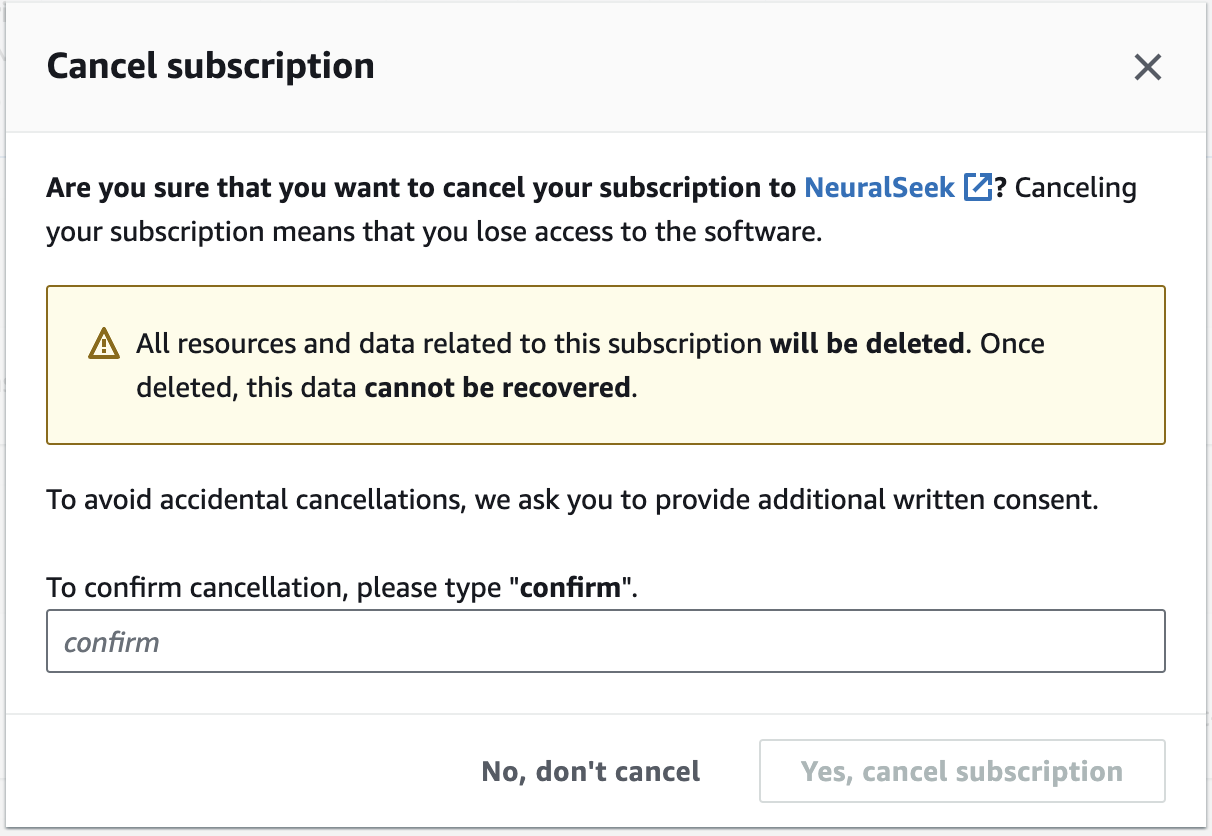 Cancel subscription
Are you sure that you want to cancel your subscription to NeuralSeek? Canceling
your subscription means that you lose access to the software.
All resources and data related to this subscription will be deleted. Once
deleted, this data cannot be recovered.
To avoid accidental cancellations, we ask you to provide additional written consent.
To confirm cancellation, please type "confirm".
confirm
No, don't cancel
Yes, cancel subscription